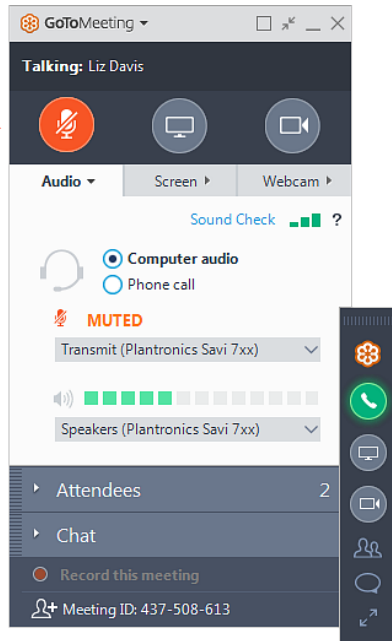 GoToMeeting
Talking: Liz Davis
Audio Screen Webcam
Sound Check ?
Computer audio
Phone call
MUTED
Transmit (Plantronics Savi 7xx)
Speakers (Plantronics Savi 7xx)
Attendees 2
Chat
Record this meeting
Meeting ID: 437-508-613